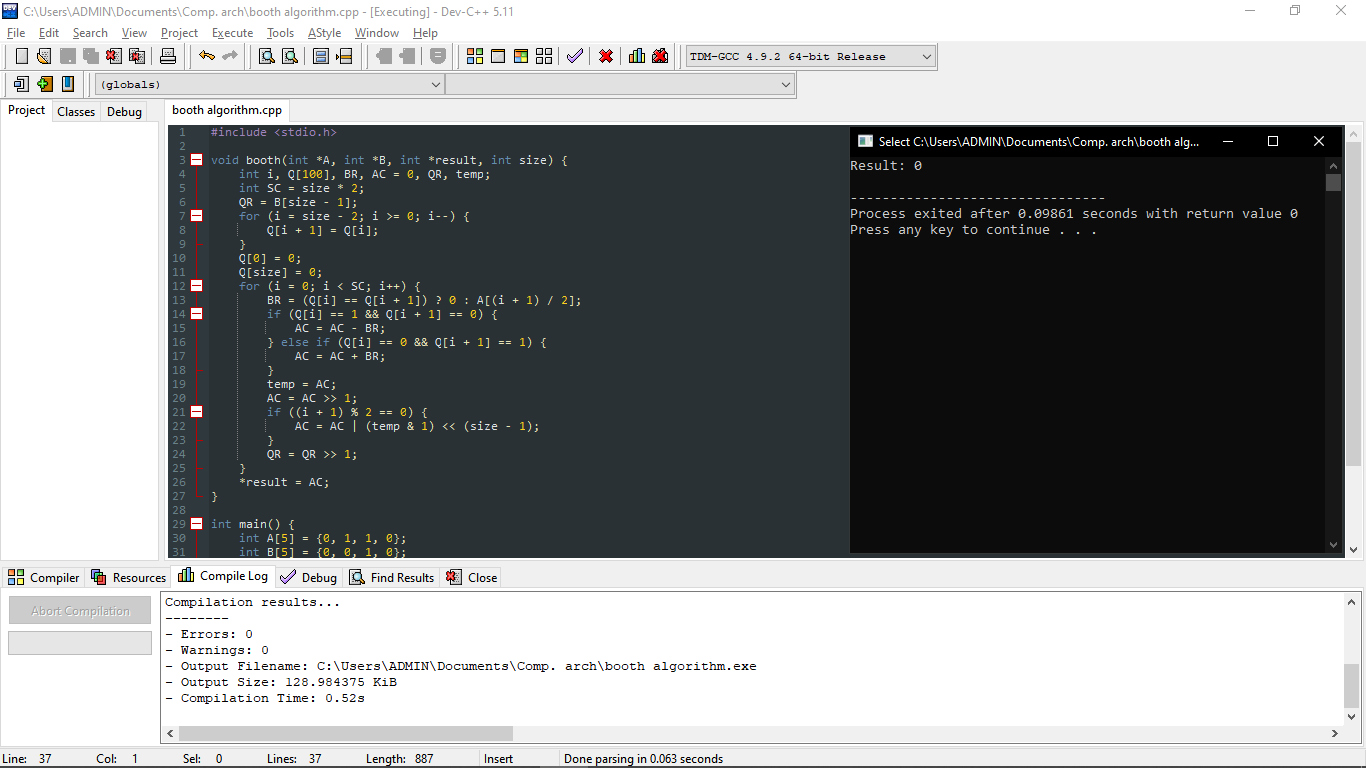 C:\Users\ADMIN\Documents\Comp. arch\booth algorithm.cpp - [Executing] - Dev-C++ 5.11
File Edit Search View Project Execute Tools AStyle Window Help
TDM-GCC 4.9.2 64-bit Release
(globals)
Project Classes Debug
booth algorithm.cpp
1 #include <stdio.h>
2
3 void booth(int *A, int *B, int *result, int size) {
4 int i, Q[100], BR, AC = 0, QR, temp;
5 int SC = size * 2;
6 QR = B[size - 1];
7 for (i = size - 2; i >= 0; i--) {
8 Q[i + 1] = Q[i];
9 }
10 Q[0] = 0;
11 Q[size] = 0;
12 for (i = 0; i < SC; i++) {
13 BR = (Q[i] == Q[i + 1]) ? 0 : A[(i + 1) / 2];
14 if (Q[i] == 1 && Q[i + 1] == 0) {
15 AC = AC - BR;
16 } else if (Q[i] == 0 && Q[i + 1] == 1) {
17 AC = AC + BR;
18 }
19 temp = AC;
20 AC = AC >> 1;
21 if ((i + 1) % 2 == 0) {
22 AC = AC | (temp & 1) << (size - 1);
23 }
24 QR = QR >> 1;
25 }
26 *result = AC;
27 }
28
29 int main() {
30 int A[5] = {0, 1, 1, 0};
31 int B[5] = {0, 0, 1, 0};
Select C:\Users\ADMIN\Documents\Comp. arch\booth alg...
Result: 0
--------------------------------
Process exited after 0.09861 seconds with return value 0
Press any key to continue . . .
Compiler Resources Compile Log Debug Find Results Close
Abort Compilation
Compilation results...
--------
- Errors: 0
- Warnings: 0
- Output Filename: C:\Users\ADMIN\Documents\Comp. arch\booth algorithm.exe
- Output Size: 128.984375 KiB
- Compilation Time: 0.52s
Line: 37 Col: 1 Sel: 0 Lines: 37 Length: 887 Insert Done parsing in 0.063 seconds